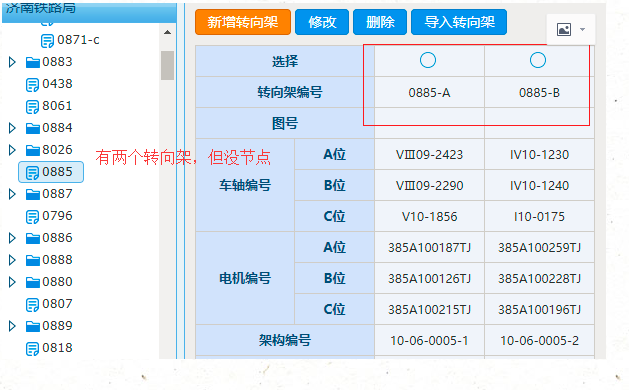 济南铁路局
0871-c
0883
0438
8061
0884
8026
0885
0887
0796
0886
0888
0880
0807
0889
0818
有两个转向架，但没节点
新增转向架 修改 删除 导入转向架
选择
转向架编号 0885-A 0885-B
图号
车轴编号 A位 VⅢ09-2423 IV10-1230
B位 VⅢ09-2290 IV10-1240
C位 V10-1856 I10-0175
电机编号 A位 385A100187TJ 385A100259TJ
B位 385A100126TJ 385A100228TJ
C位 385A100215TJ 385A100196TJ
架构编号 10-06-0005-1 10-06-0005-2